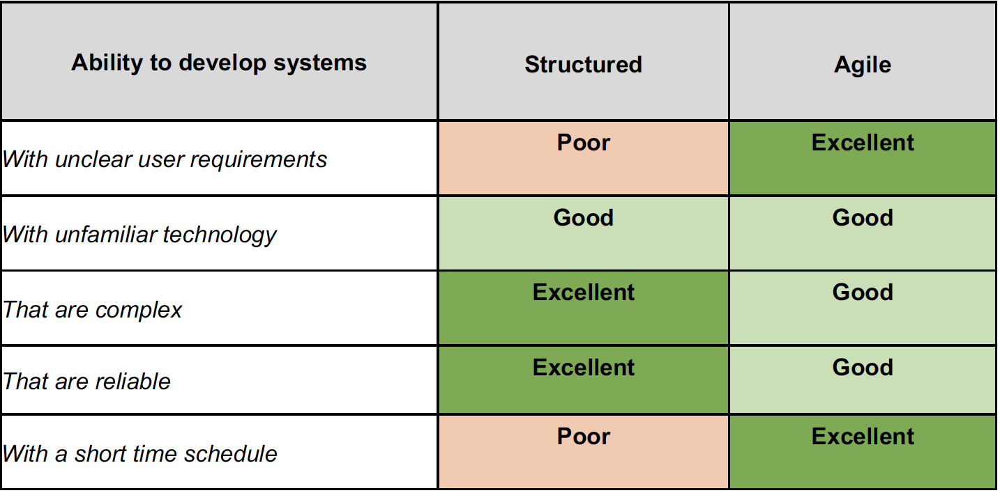 Ability to develop systems
Structured
Agile
With unclear user requirements
Poor
Excellent
With unfamiliar technology
Good
Good
That are complex
Excellent
Good
That are reliable
Excellent
Good
With a short time schedule
Poor
Excellent